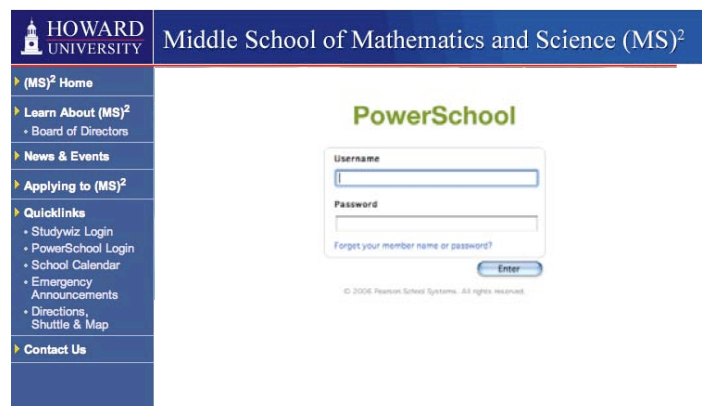 HOWARD
UNIVERSITY
Middle School of Mathematics and Science (MS)²
(MS)² Home
Learn About (MS)²
• Board of Directors
News & Events
Applying to (MS)²
Quicklinks
• Studywiz Login
• PowerSchool Login
• School Calendar
• Emergency
Announcements
• Directions,
Shuttle & Map
Contact Us
PowerSchool
Username
Password
Forget your member name or password?
Enter
© 2006 Pearson School Systems. All rights reserved.